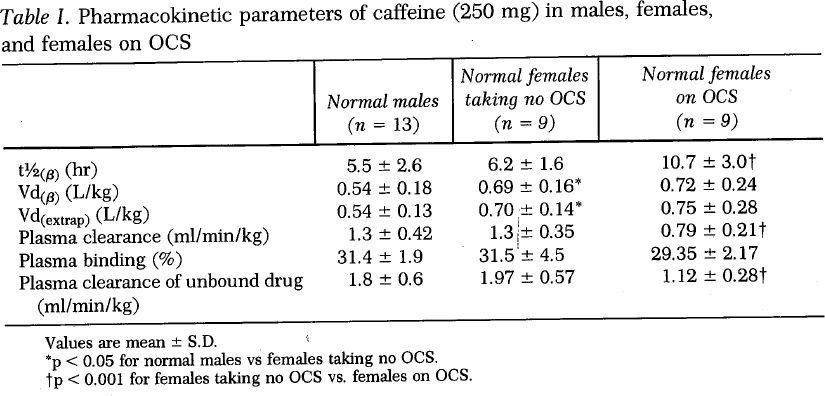 Table I. Pharmacokinetic parameters of caffeine (250 mg) in males, females,
and females on OCS
Normal males
(n = 13)
Normal females
taking no OCS
(n = 9)
Normal females
on OCS
(n = 9)
t½(β) (hr) 5.5 ± 2.6 6.2 ± 1.6 10.7 ± 3.0†
Vd(β) (L/kg) 0.54 ± 0.18 0.69 ± 0.16* 0.72 ± 0.24
Vd(extrap) (L/kg) 0.54 ± 0.13 0.70 ± 0.14* 0.75 ± 0.28
Plasma clearance (ml/min/kg) 1.3 ± 0.42 1.3 ± 0.35 0.79 ± 0.21†
Plasma binding (%) 31.4 ± 1.9 31.5 ± 4.5 29.35 ± 2.17
Plasma clearance of unbound drug 1.8 ± 0.6 1.97 ± 0.57 1.12 ± 0.28†
(ml/min/kg)
Values are mean ± S.D.
*p < 0.05 for normal males vs females taking no OCS.
†p < 0.001 for females taking no OCS vs. females on OCS.